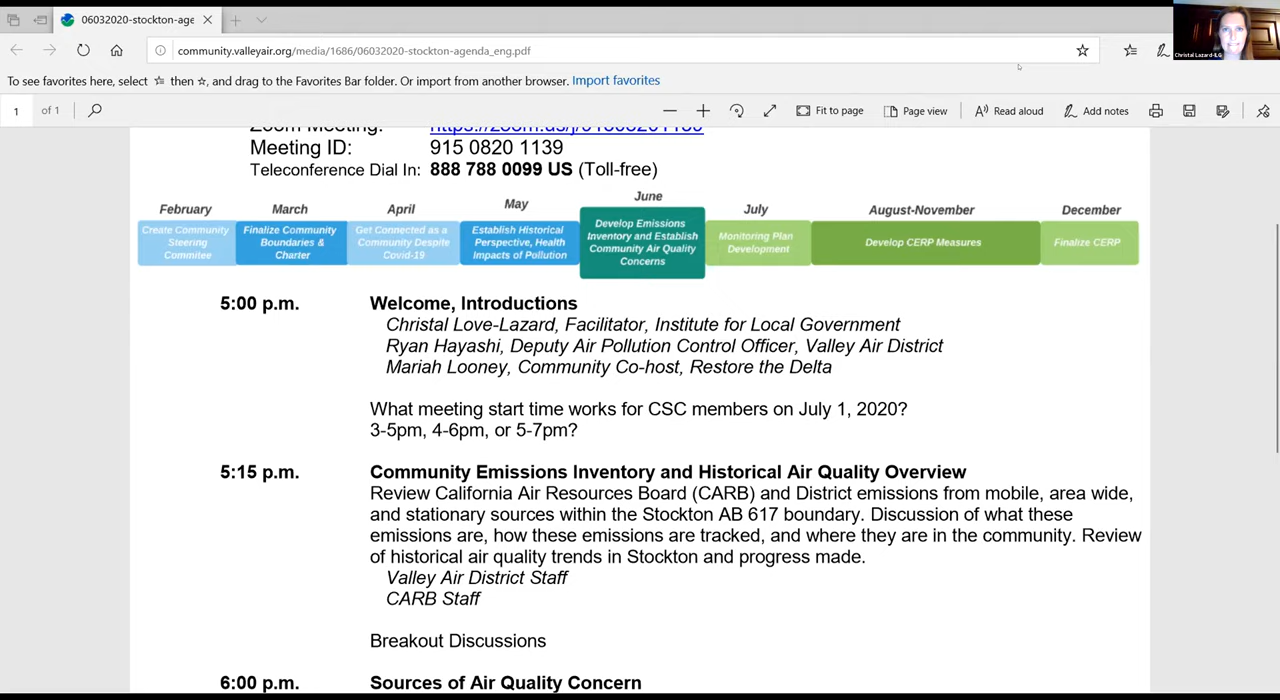 06032020-stockton-age
community.valleyair.org/media/1686/06032020-stockton-agenda_eng.pdf
Christal Lazard-ILG
To see favorites here, select then ☆, and drag to the Favorites Bar folder. Or import from another browser. Import favorites
1 of 1 Fit to page Page view Read aloud Add notes
Zoom Meeting:
Meeting ID: 915 0820 1139
Teleconference Dial In: 888 788 0099 US (Toll-free)
February March April May June July August-November December
Create Community Steering Commitee
Finalize Community Boundaries & Charter
Get Connected as a Community Despite Covid-19
Establish Historical Perspective, Health Impacts of Pollution
Develop Emissions Inventory and Establish Community Air Quality Concerns
Monitoring Plan Development
Develop CERP Measures
Finalize CERP
5:00 p.m. Welcome, Introductions
Christal Love-Lazard, Facilitator, Institute for Local Government
Ryan Hayashi, Deputy Air Pollution Control Officer, Valley Air District
Mariah Looney, Community Co-host, Restore the Delta
What meeting start time works for CSC members on July 1, 2020?
3-5pm, 4-6pm, or 5-7pm?
5:15 p.m. Community Emissions Inventory and Historical Air Quality Overview
Review California Air Resources Board (CARB) and District emissions from mobile, area wide,
and stationary sources within the Stockton AB 617 boundary. Discussion of what these
emissions are, how these emissions are tracked, and where they are in the community. Review
of historical air quality trends in Stockton and progress made.
Valley Air District Staff
CARB Staff
Breakout Discussions
6:00 p.m. Sources of Air Quality Concern